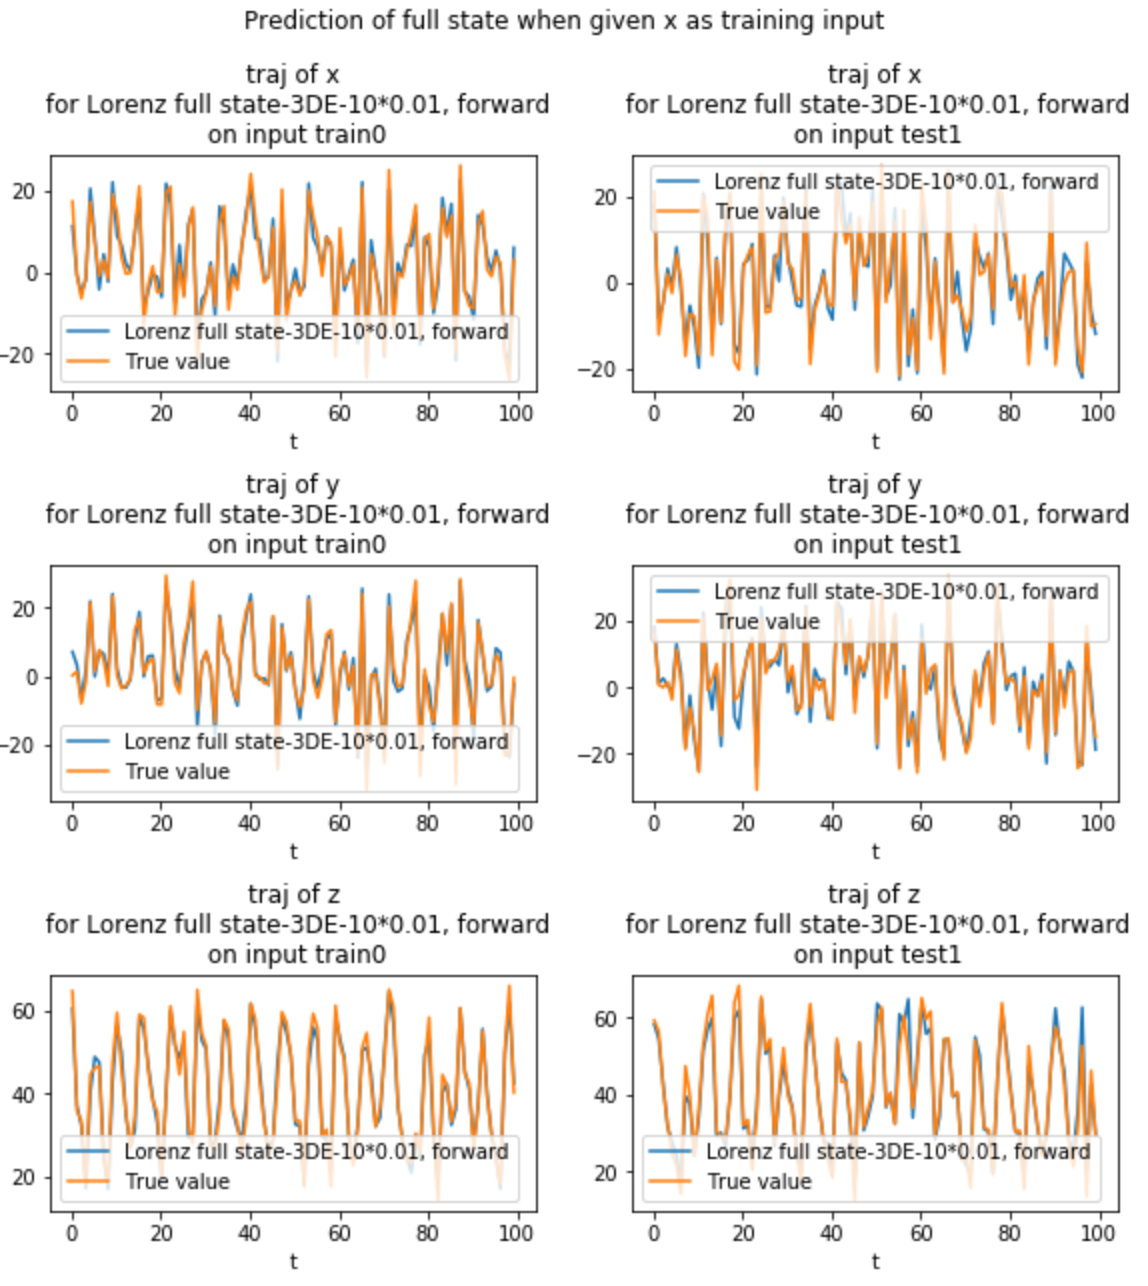 Prediction of full state when given x as training input
traj of x
for Lorenz full state-3DE-10*0.01, forward
on input train0
20
0
−20
Lorenz full state-3DE-10*0.01, forward
True value
0 20 40 60 80 100
t
traj of x
for Lorenz full state-3DE-10*0.01, forward
on input test1
20
0
−20
Lorenz full state-3DE-10*0.01, forward
True value
0 20 40 60 80 100
t
traj of y
for Lorenz full state-3DE-10*0.01, forward
on input train0
20
0
−20
Lorenz full state-3DE-10*0.01, forward
True value
0 20 40 60 80 100
t
traj of y
for Lorenz full state-3DE-10*0.01, forward
on input test1
20
0
−20
Lorenz full state-3DE-10*0.01, forward
True value
0 20 40 60 80 100
t
traj of z
for Lorenz full state-3DE-10*0.01, forward
on input train0
60
40
20
Lorenz full state-3DE-10*0.01, forward
True value
0 20 40 60 80 100
t
traj of z
for Lorenz full state-3DE-10*0.01, forward
on input test1
60
40
20
Lorenz full state-3DE-10*0.01, forward
True value
0 20 40 60 80 100
t